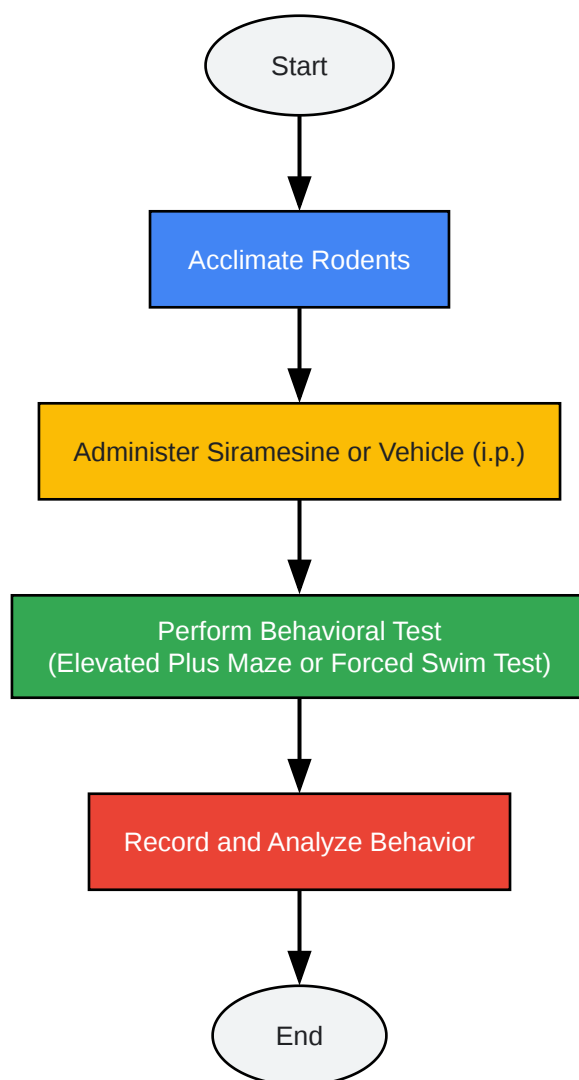 Start
Acclimate Rodents
Administer Siramesine or Vehicle (i.p.)
Perform Behavioral Test
(Elevated Plus Maze or Forced Swim Test)
Record and Analyze Behavior
End